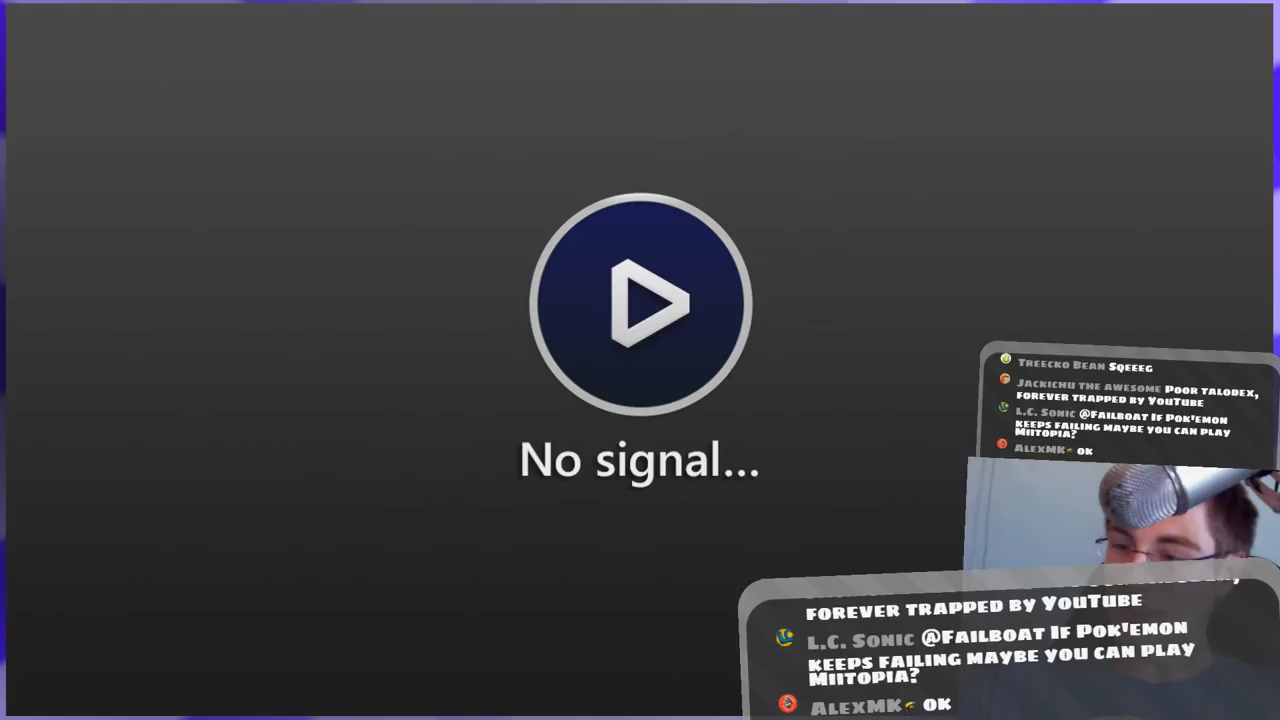 No signal...
Treecko Bean Sqeeeg
Jackichu the awesome Poor talodex,
forever trapped by YouTube
L.C. Sonic @Failboat If Pok'emon
keeps failing maybe you can play
Miitopia?
AlexMK ok
forever trapped by YouTube
L.C. Sonic @Failboat If Pok'emon
keeps failing maybe you can play
Miitopia?
AlexMK ok